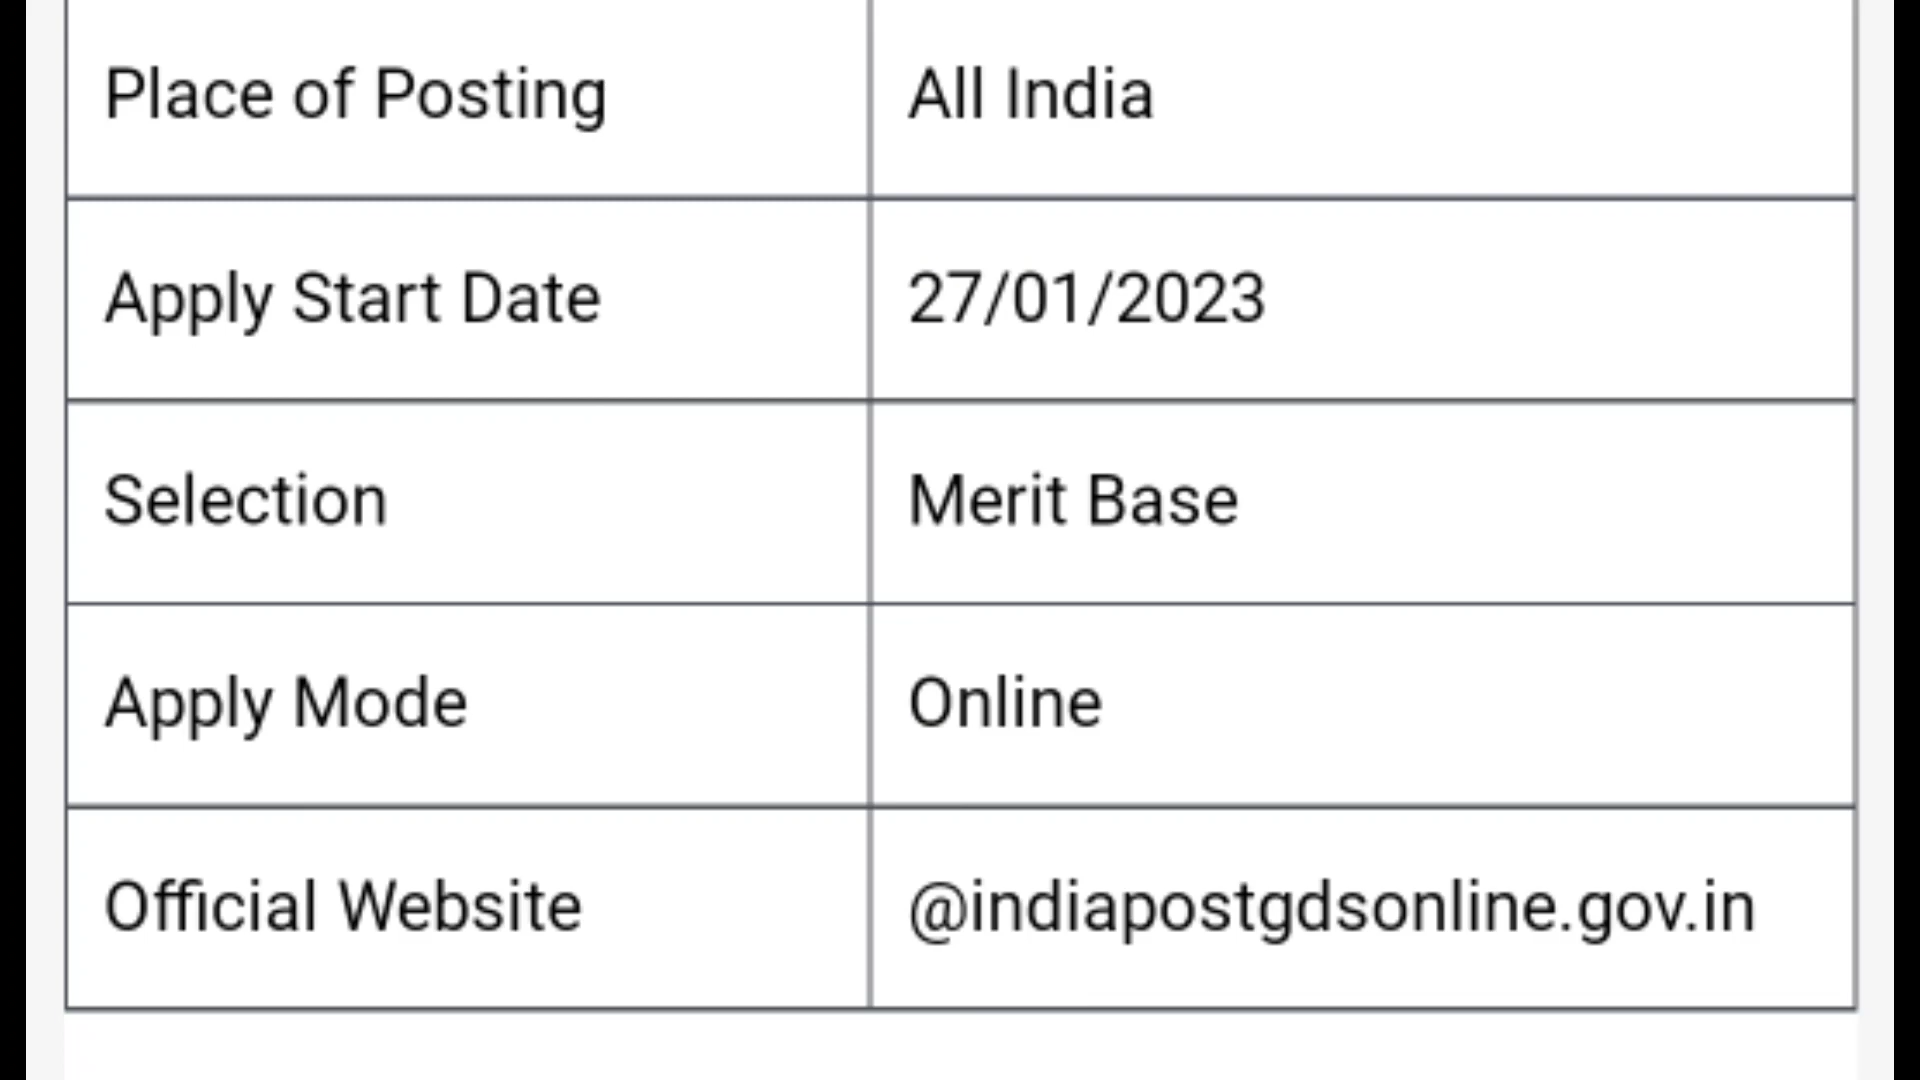 Place of Posting All India
Apply Start Date 27/01/2023
Selection Merit Base
Apply Mode Online
Official Website @indiapostgdsonline.gov.in